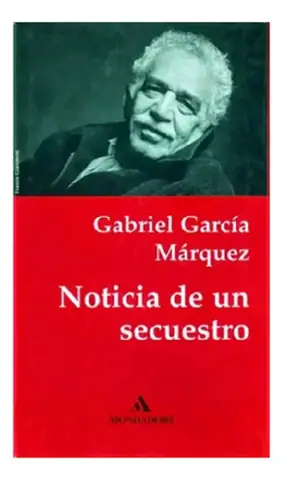 Gabriel García
Márquez
Noticia de un
secuestro
MONDADORI